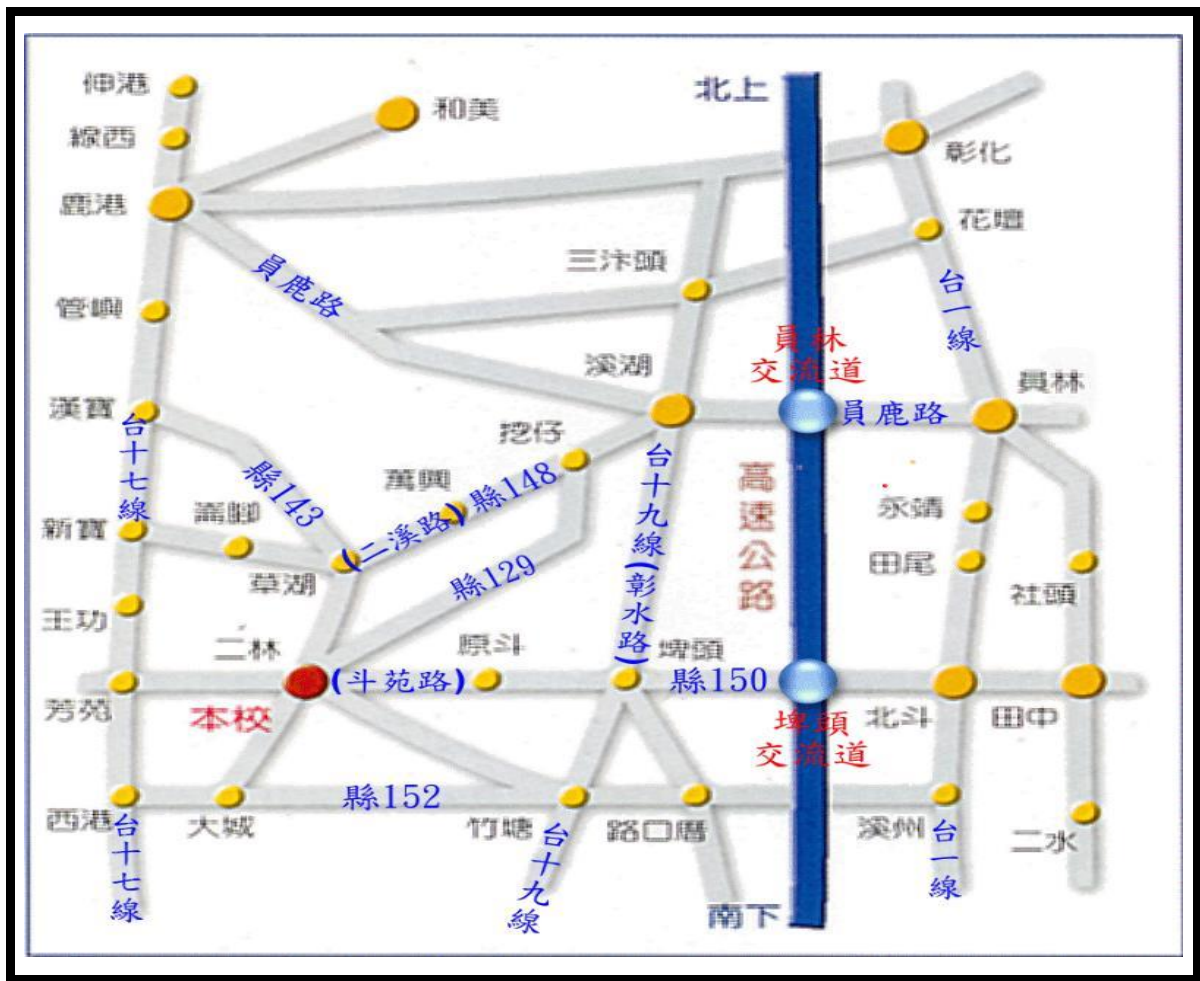 伸港
和美
北上
線西
彰化
鹿港
花壇
三汴頭
員鹿路
台一線
管嶼
員林
交流道
溪湖
員林
漢寶
員鹿路
挖仔
台十七線
縣143
萬興
縣148
(二溪路)
台十九線(彰水路)
高速公路
永靖
新寶
草湖
縣129
田尾
社頭
王功
二林
原斗
埤頭
(斗苑路)
縣150
芳苑
本校
埤頭
交流道
北斗
田中
縣152
西港
大城
竹塘
路口厝
溪州
二水
台十七線
台十九線
台一線
南下